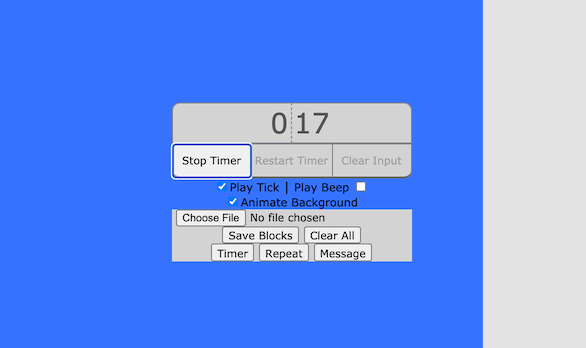 0 17
Stop Timer Restart Timer Clear Input
Play Tick | Play Beep
Animate Background
Choose File No file chosen
Save Blocks Clear All
Timer Repeat Message